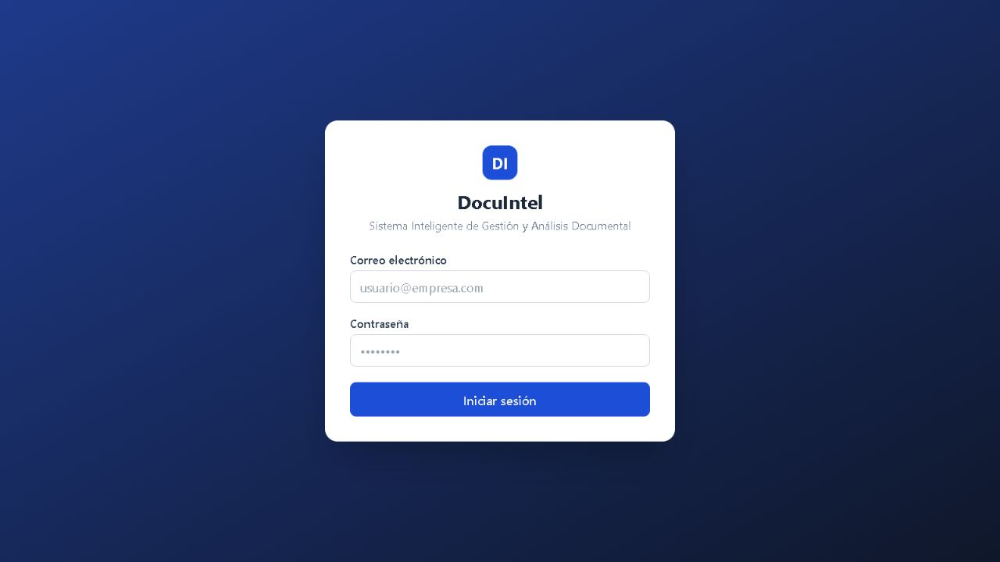 DI
DocuIntel
Sistema Inteligente de Gestión y Análisis Documental
Correo electrónico
usuario@empresa.com
Contraseña
••••••••
Iniciar sesión